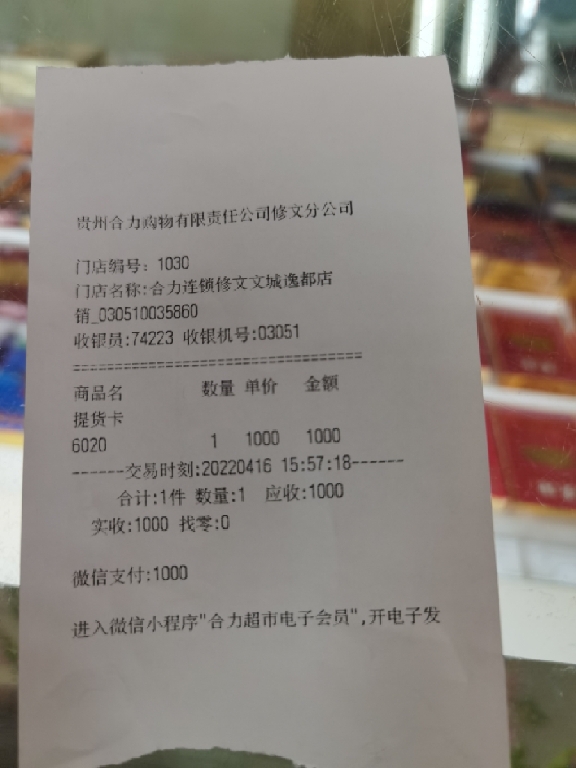 贵州合力购物有限责任公司修文分公司
门店编号: 1030
门店名称:合力连锁修文文城逸都店
销_030510035860
收银员:74223 收银机号:03051
===================================
商品名 数量 单价 金额
提货卡
6020 1 1000 1000
------交易时刻:20220416 15:57:18------
合计:1件 数量:1 应收:1000
实收:1000 找零:0
微信支付:1000
进入微信小程序"合力超市电子会员",开电子发